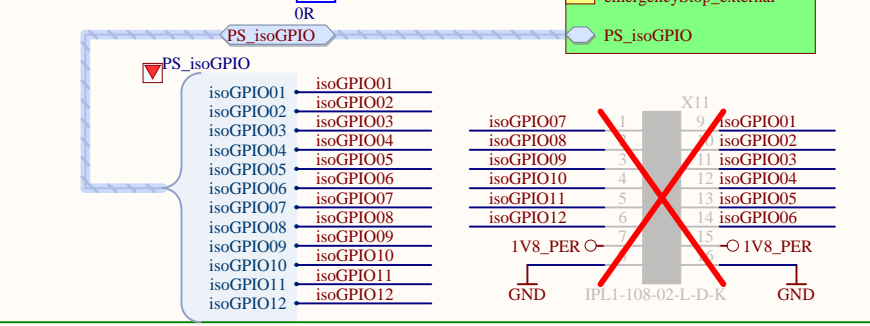 emergencyStop_external
0R
PS_isoGPIO
PS_isoGPIO
PS_isoGPIO
isoGPIO01 isoGPIO01
isoGPIO02 isoGPIO02
isoGPIO03 isoGPIO03
isoGPIO04 isoGPIO04
isoGPIO05 isoGPIO05
isoGPIO06 isoGPIO06
isoGPIO07 isoGPIO07
isoGPIO08 isoGPIO08
isoGPIO09 isoGPIO09
isoGPIO10 isoGPIO10
isoGPIO11 isoGPIO11
isoGPIO12 isoGPIO12
X11
isoGPIO07 1 9 isoGPIO01
isoGPIO08 isoGPIO02
isoGPIO09 3 11 isoGPIO03
isoGPIO10 4 12 isoGPIO04
isoGPIO11 5 13 isoGPIO05
isoGPIO12 6 14 isoGPIO06
1V8_PER 7 15 1V8_PER
GND GND
IPL1-108-02-L-D-K